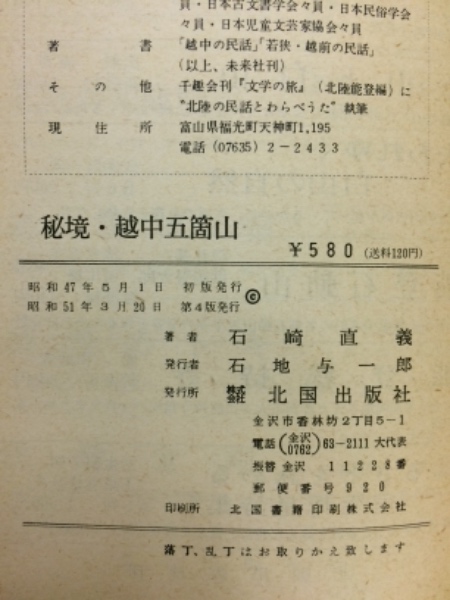 員・日本古文書学会々員・日本民俗学会
々員・日本児童文芸家協会々員
著書 「越中の民話」「若狭・越前の民話」
(以上、未来社刊)
その他 千趣会刊『文学の旅』(北陸能登編)に
"北陸の民話とわらべうた"執筆
現住所 富山県福光町天神町1,195
電話(07635)2-2433
秘境・越中五箇山
¥580(送料120円)
昭和47年5月1日 初版発行
昭和51年3月20日 第4版発行 ©
著者 石崎直義
発行者 石地与一郎
発行所 株式会社 北国出版社
金沢市香林坊2丁目5-1
電話(金沢0762)63-2111大代表
振替金沢 11228番
郵便番号920
印刷所 北国書籍印刷株式会社
落丁、乱丁はお取りかえ致します